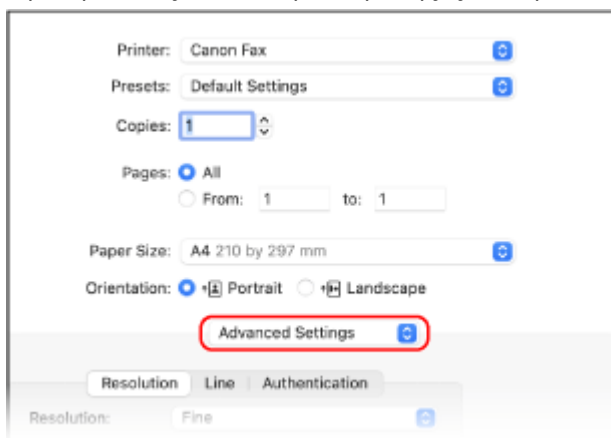 Printer: Canon Fax
Presets: Default Settings
Copies: 1
Pages: All
From: 1 to: 1
Paper Size: A4 210 by 297 mm
Orientation: Portrait Landscape
Advanced Settings
Resolution Line Authentication
Resolution: Fine